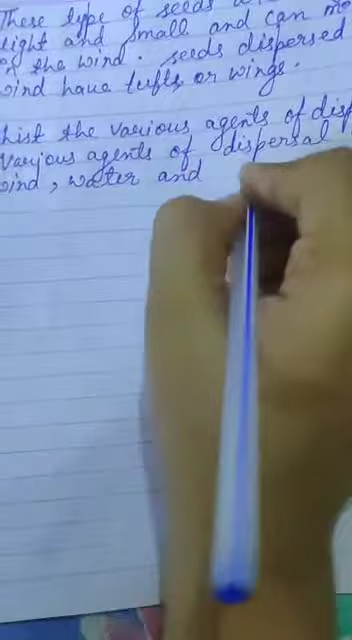 These type of seeds
light and small and can
the wind. seeds dispersed
wind have tufts or wings.
List the various agents of
Various agents of dispersal
wind, water and